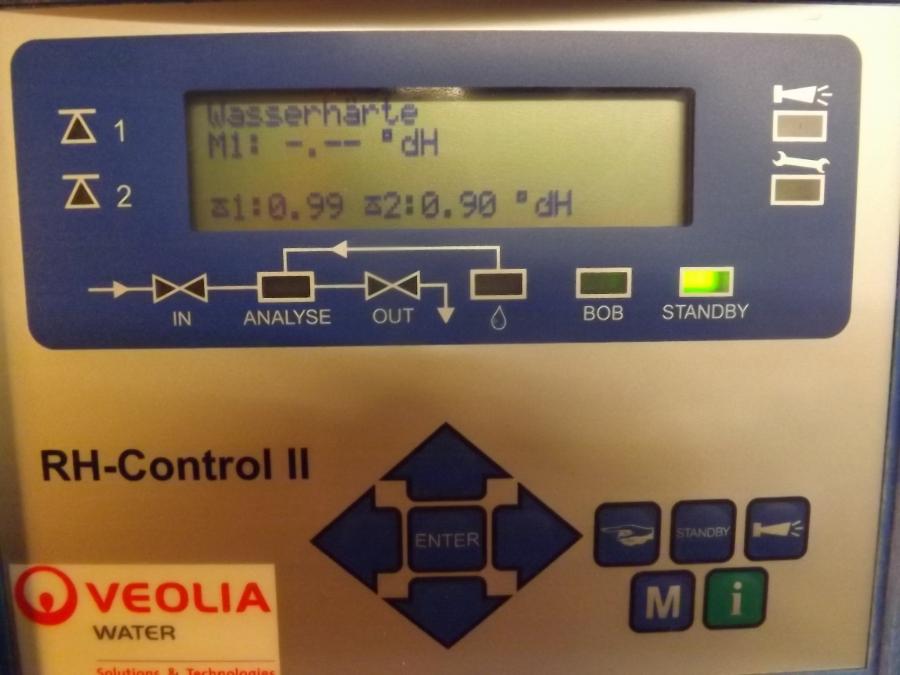 1
2
Wasserhärte
M1: -.-- °dH
1:0.99 2:0.90 °dH
IN
ANALYSE
OUT
BOB
STANDBY
RH-Control II
ENTER
STANDBY
M
i
VEOLIA
WATER
Solutions & Technologies